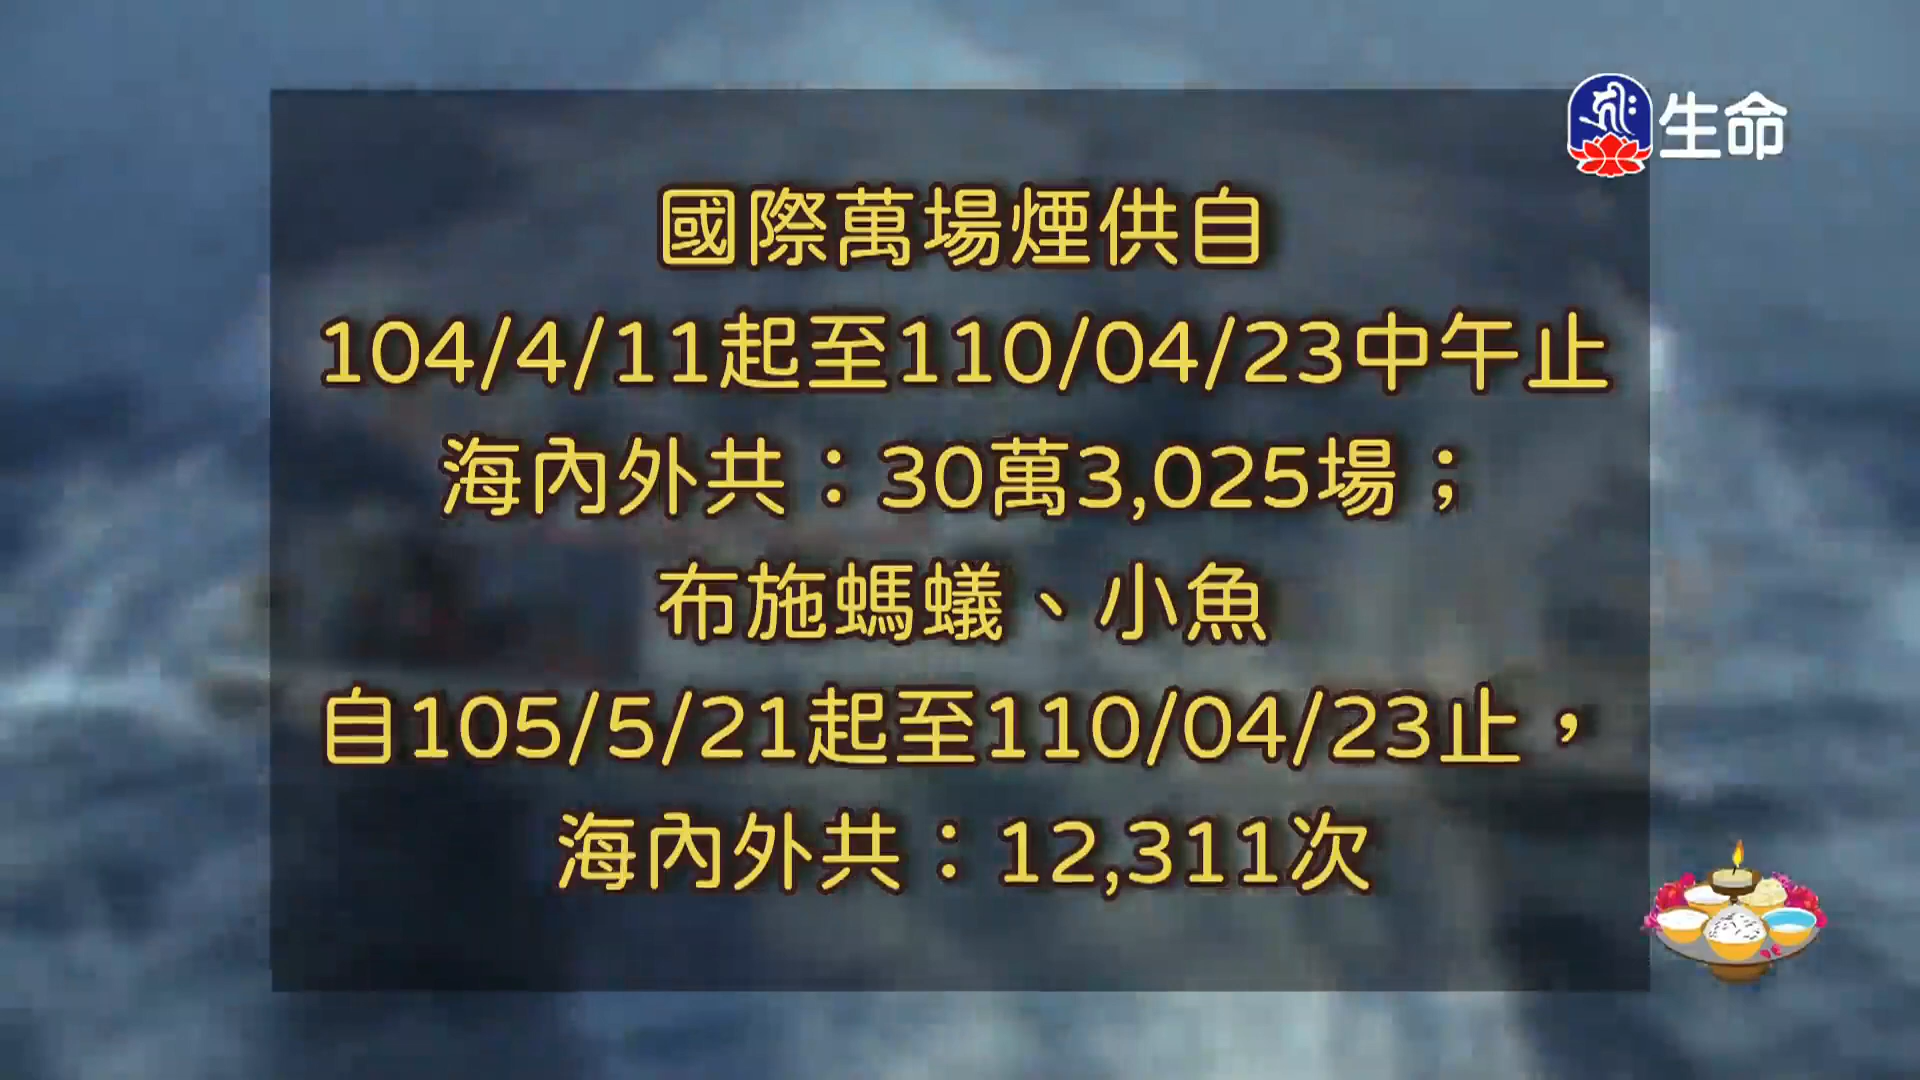 生命
國際萬場煙供自
104/4/11起至110/04/23中午止
海內外共：30萬3,025場；
布施螞蟻、小魚
自105/5/21起至110/04/23止，
海內外共：12,311次